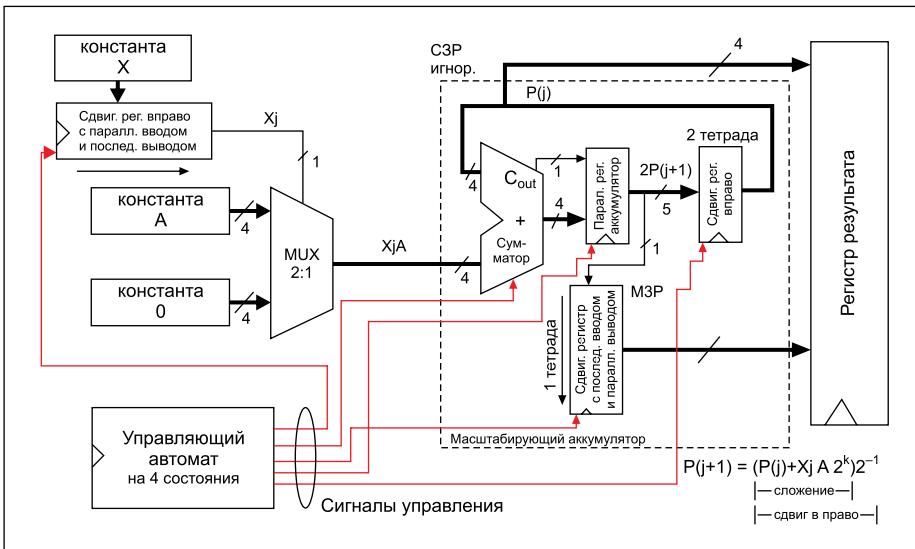 константа
X
Сдвиг. рег. вправо
с паралл. вводом
и послед. выводом
Xj
1
константа
A
4
константа
0
4
MUX
2:1
XjA
4
СЗР
игнор.
4
P(j)
4
Cout
+
Сум-
матор
1
4
Парал. рег.
аккумулятор
2P(j+1)
5
1
2 тетрада
Сдвиг. рег.
вправо
МЗР
1 тетрада
Сдвиг. регистр
с послед. вводом
и паралл. выводом
Масштабирующий аккумулятор
Регистр результата
Управляющий
автомат
на 4 состояния
Сигналы управления
P(j+1) = (P(j)+Xj A 2^k)2^–1
сложение
сдвиг в право